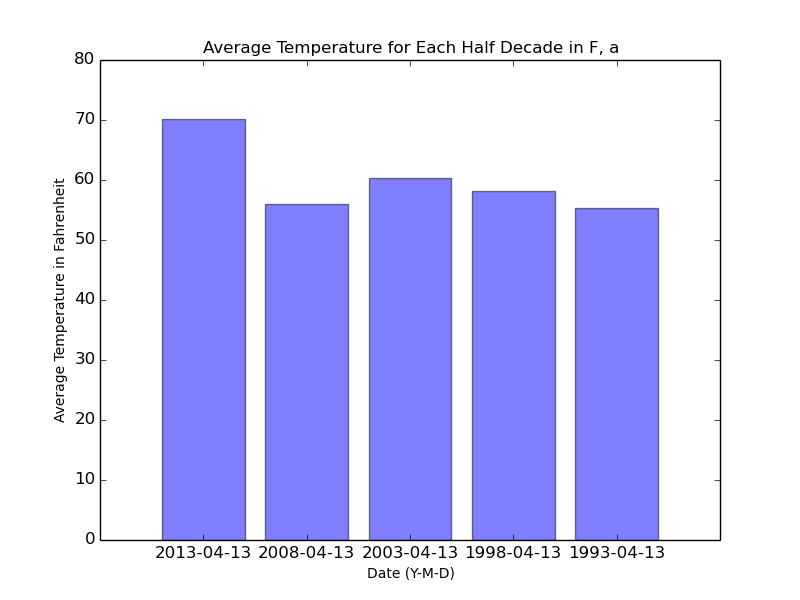 Average Temperature for Each Half Decade in F, a
80
70
60
50
40
30
20
10
0
Average Temperature in Fahrenheit
2013-04-13 2008-04-13 2003-04-13 1998-04-13 1993-04-13
Date (Y-M-D)